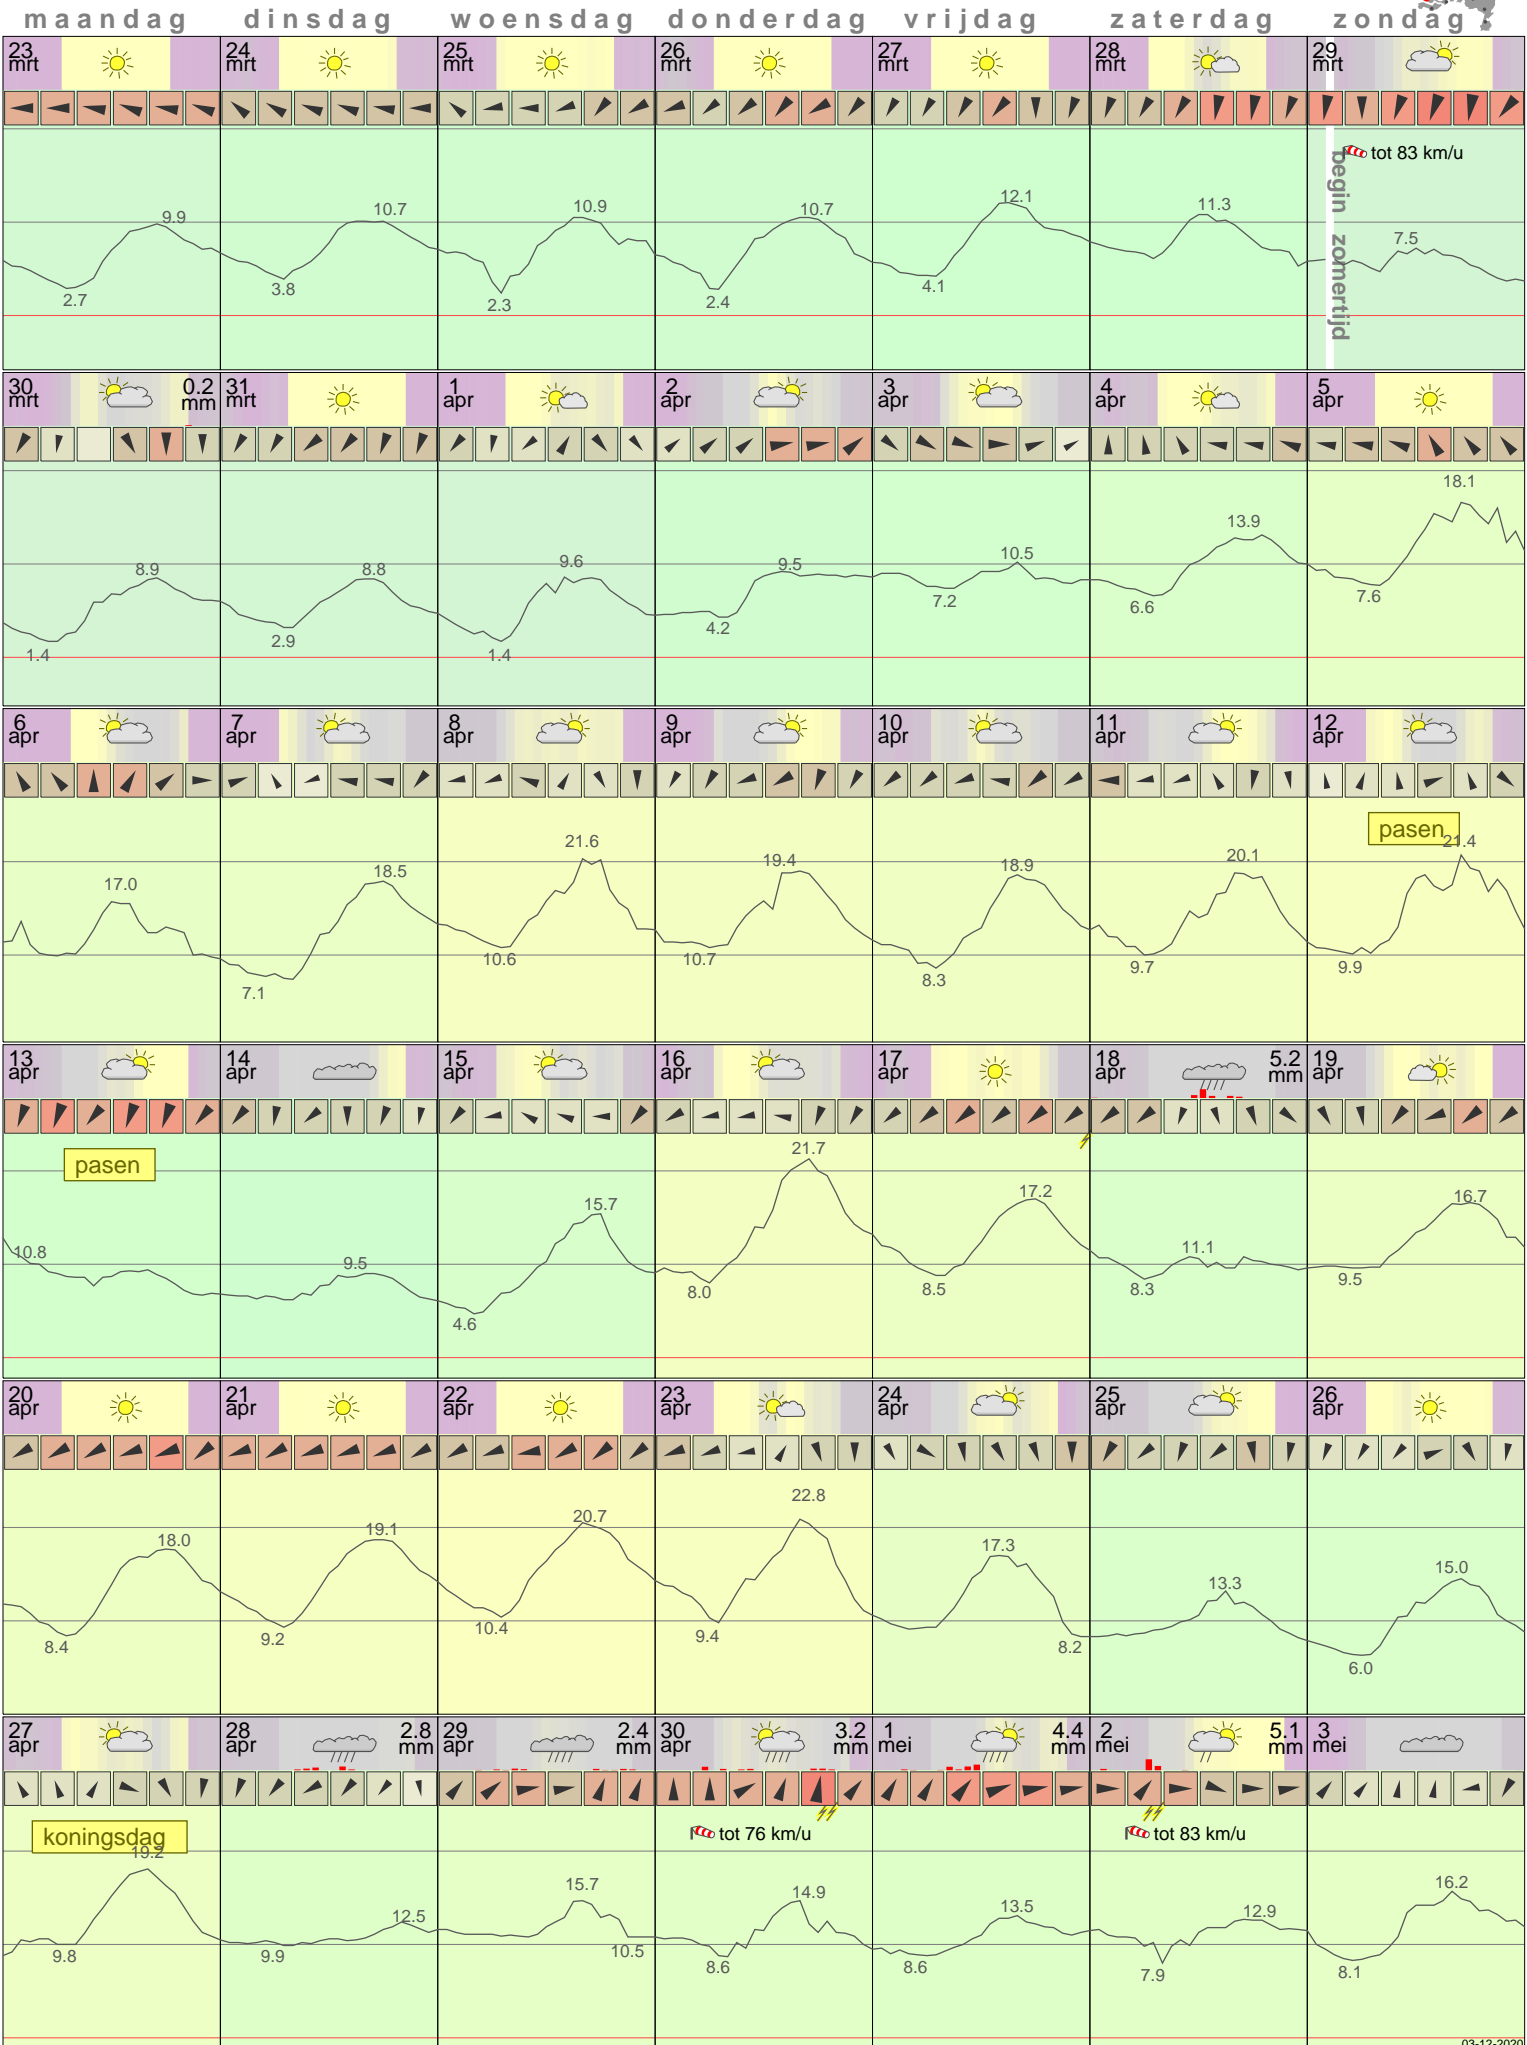 maandag dinsdag woensdag donderdag vrijdag zaterdag zondag
23 mrt 24 mrt 25 mrt 26 mrt 27 mrt 28 mrt 29 mrt
tot 83 km/u
begin zomertijd
9.9 10.7 10.9 10.7 12.1 11.3 7.5
2.7 3.8 2.3 2.4 4.1
30 mrt 0.2 mm 31 mrt 1 apr 2 apr 3 apr 4 apr 5 apr
8.9 8.8 9.6 9.5 10.5 13.9 18.1
1.4 2.9 1.4 4.2 7.2 6.6 7.6
6 apr 7 apr 8 apr 9 apr 10 apr 11 apr 12 apr
pasen
17.0 18.5 21.6 19.4 18.9 20.1 21.4
7.1 10.6 10.7 8.3 9.7 9.9
13 apr 14 apr 15 apr 16 apr 17 apr 18 apr 5.2 mm 19 apr
pasen
10.8 9.5 15.7 21.7 17.2 11.1 16.7
4.6 8.0 8.5 8.3 9.5
20 apr 21 apr 22 apr 23 apr 24 apr 25 apr 26 apr
18.0 19.1 20.7 22.8 17.3 13.3 15.0
8.4 9.2 10.4 9.4 8.2 6.0
27 apr 28 apr 2.8 mm 29 apr 2.4 mm 30 apr 3.2 mm 1 mei 4.4 mm 2 mei 5.1 mm 3 mei
koningsdag tot 76 km/u tot 83 km/u
19.2 12.5 15.7 14.9 13.5 12.9 16.2
9.8 9.9 10.5 8.6 8.6 7.9 8.1
03-12-2020